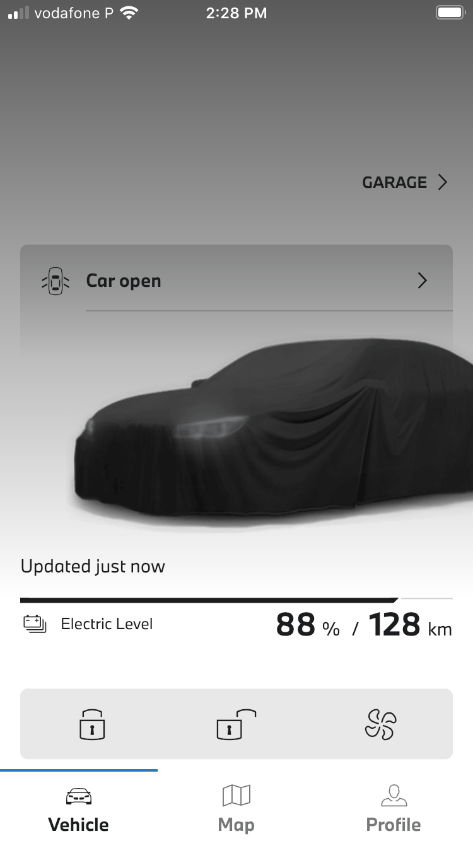 vodafone P 2:28 PM
GARAGE
Car open
Updated just now
Electric Level 88 % / 128 km
Vehicle Map Profile